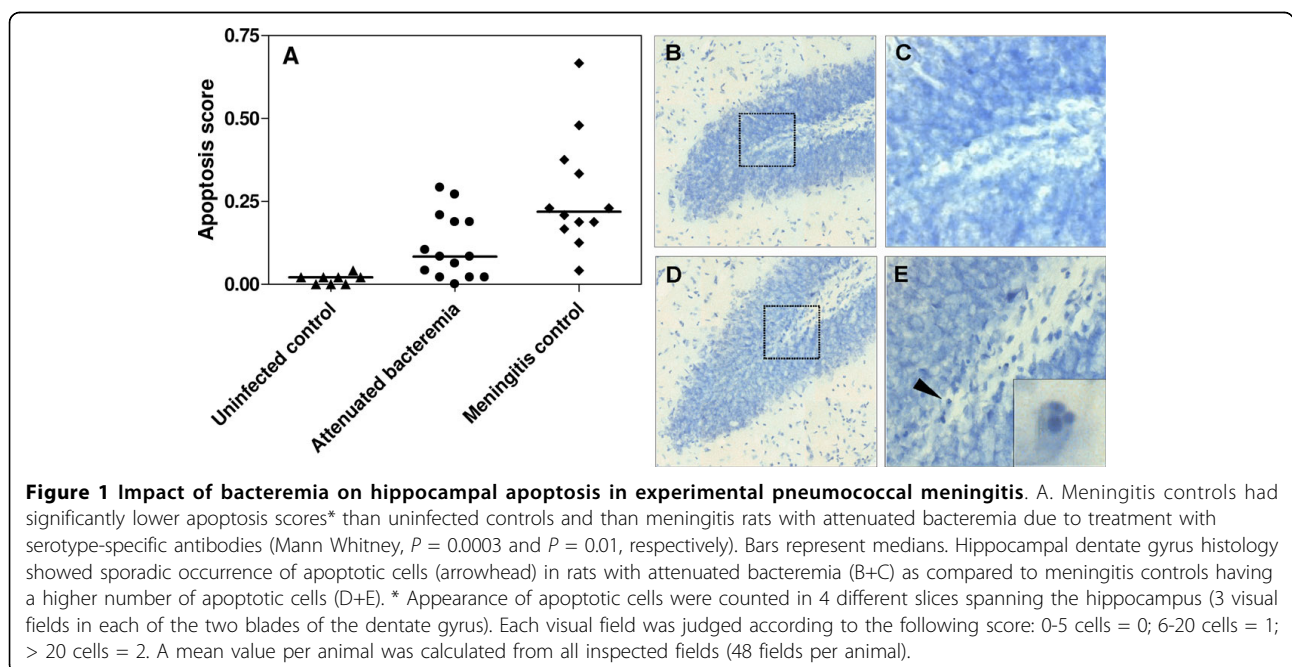 0.75
A
0.50
0.25
0.00
Apoptosis score
Uninfected control
Attenuated bacteremia
Meningitis control
B
C
D
E
Figure 1 Impact of bacteremia on hippocampal apoptosis in experimental pneumococcal meningitis. A. Meningitis controls had
significantly lower apoptosis scores* than uninfected controls and than meningitis rats with attenuated bacteremia due to treatment with
serotype-specific antibodies (Mann Whitney, P = 0.0003 and P = 0.01, respectively). Bars represent medians. Hippocampal dentate gyrus histology
showed sporadic occurrence of apoptotic cells (arrowhead) in rats with attenuated bacteremia (B+C) as compared to meningitis controls having
a higher number of apoptotic cells (D+E). * Appearance of apoptotic cells were counted in 4 different slices spanning the hippocampus (3 visual
fields in each of the two blades of the dentate gyrus). Each visual field was judged according to the following score: 0-5 cells = 0; 6-20 cells = 1;
> 20 cells = 2. A mean value per animal was calculated from all inspected fields (48 fields per animal).